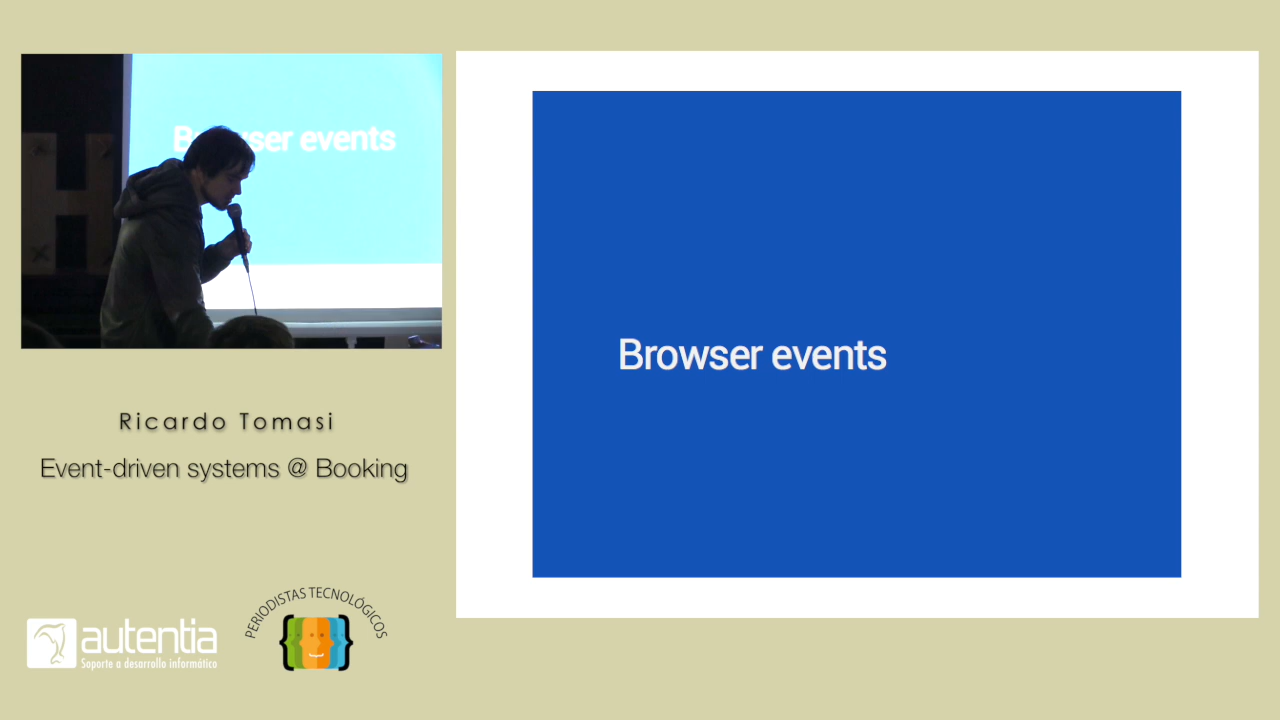 Browser events
Ricardo Tomasi
Event-driven systems @ Booking
autentia
Soporte a desarrollo informático
PERIODISTAS TECNOLÓGICOS
Browser events